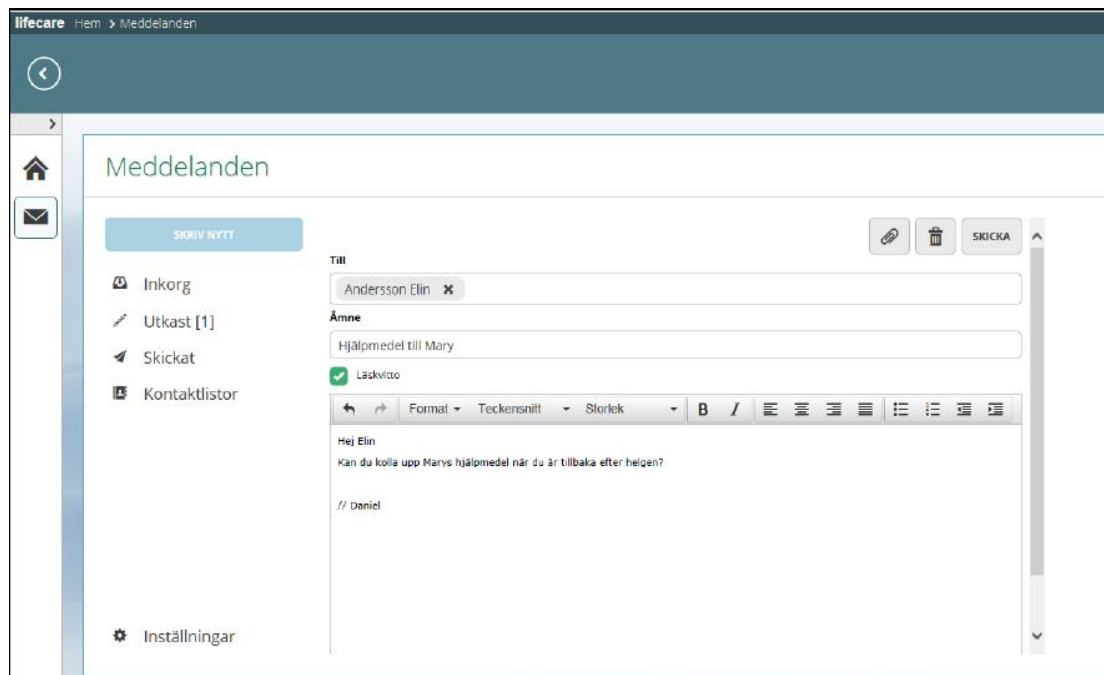 lifecare Hem > Meddelanden
Meddelanden
SKRIV NYTT
Inkorg
Utkast [1]
Skickat
Kontaktlistor
Inställningar
SKICKA
Till
Andersson Elin
Ämne
Hjälpmedel till Mary
Läskvitto
Format Teckensnitt Storlek B I
Hej Elin
Kan du kolla upp Marys hjälpmedel när du är tillbaka efter helgen?
// Daniel